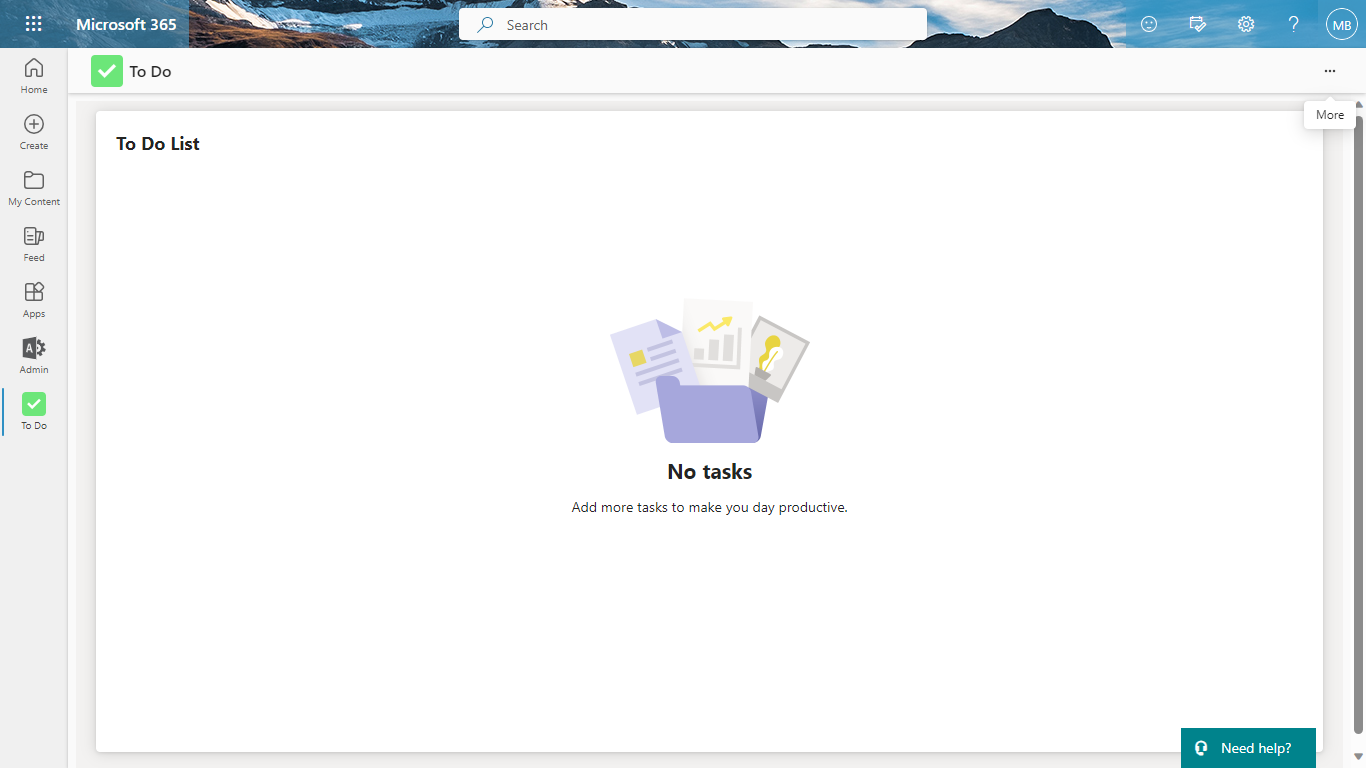 Microsoft 365
Search
MB
Home
Create
My Content
Feed
Apps
Admin
To Do
To Do
More
To Do List
No tasks
Add more tasks to make you day productive.
Need help?